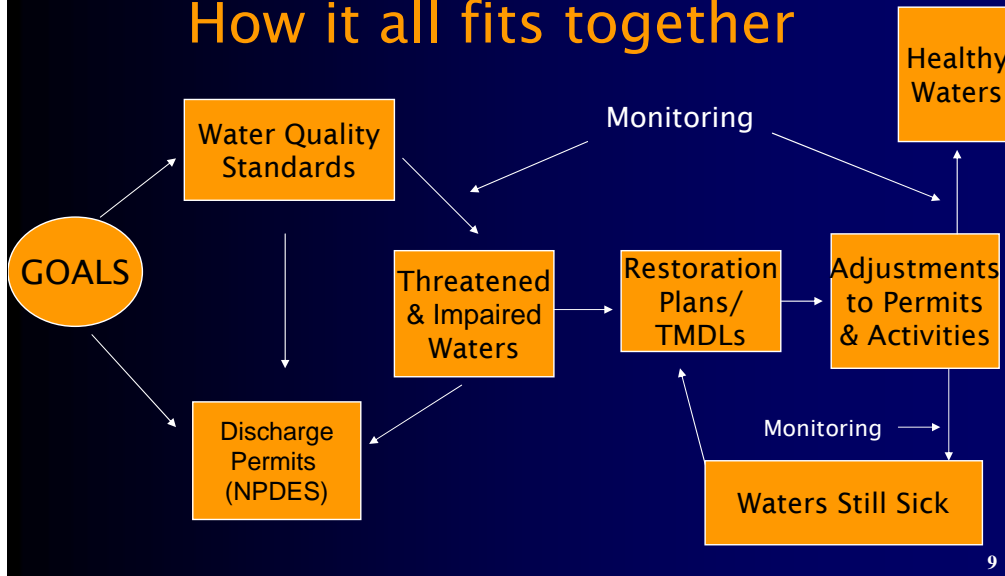 How it all fits together
Healthy
Waters
Monitoring
Water Quality
Standards
GOALS
Threatened
& Impaired
Waters
Restoration
Plans/
TMDLs
Adjustments
to Permits
& Activities
Discharge
Permits
(NPDES)
Monitoring
Waters Still Sick
9